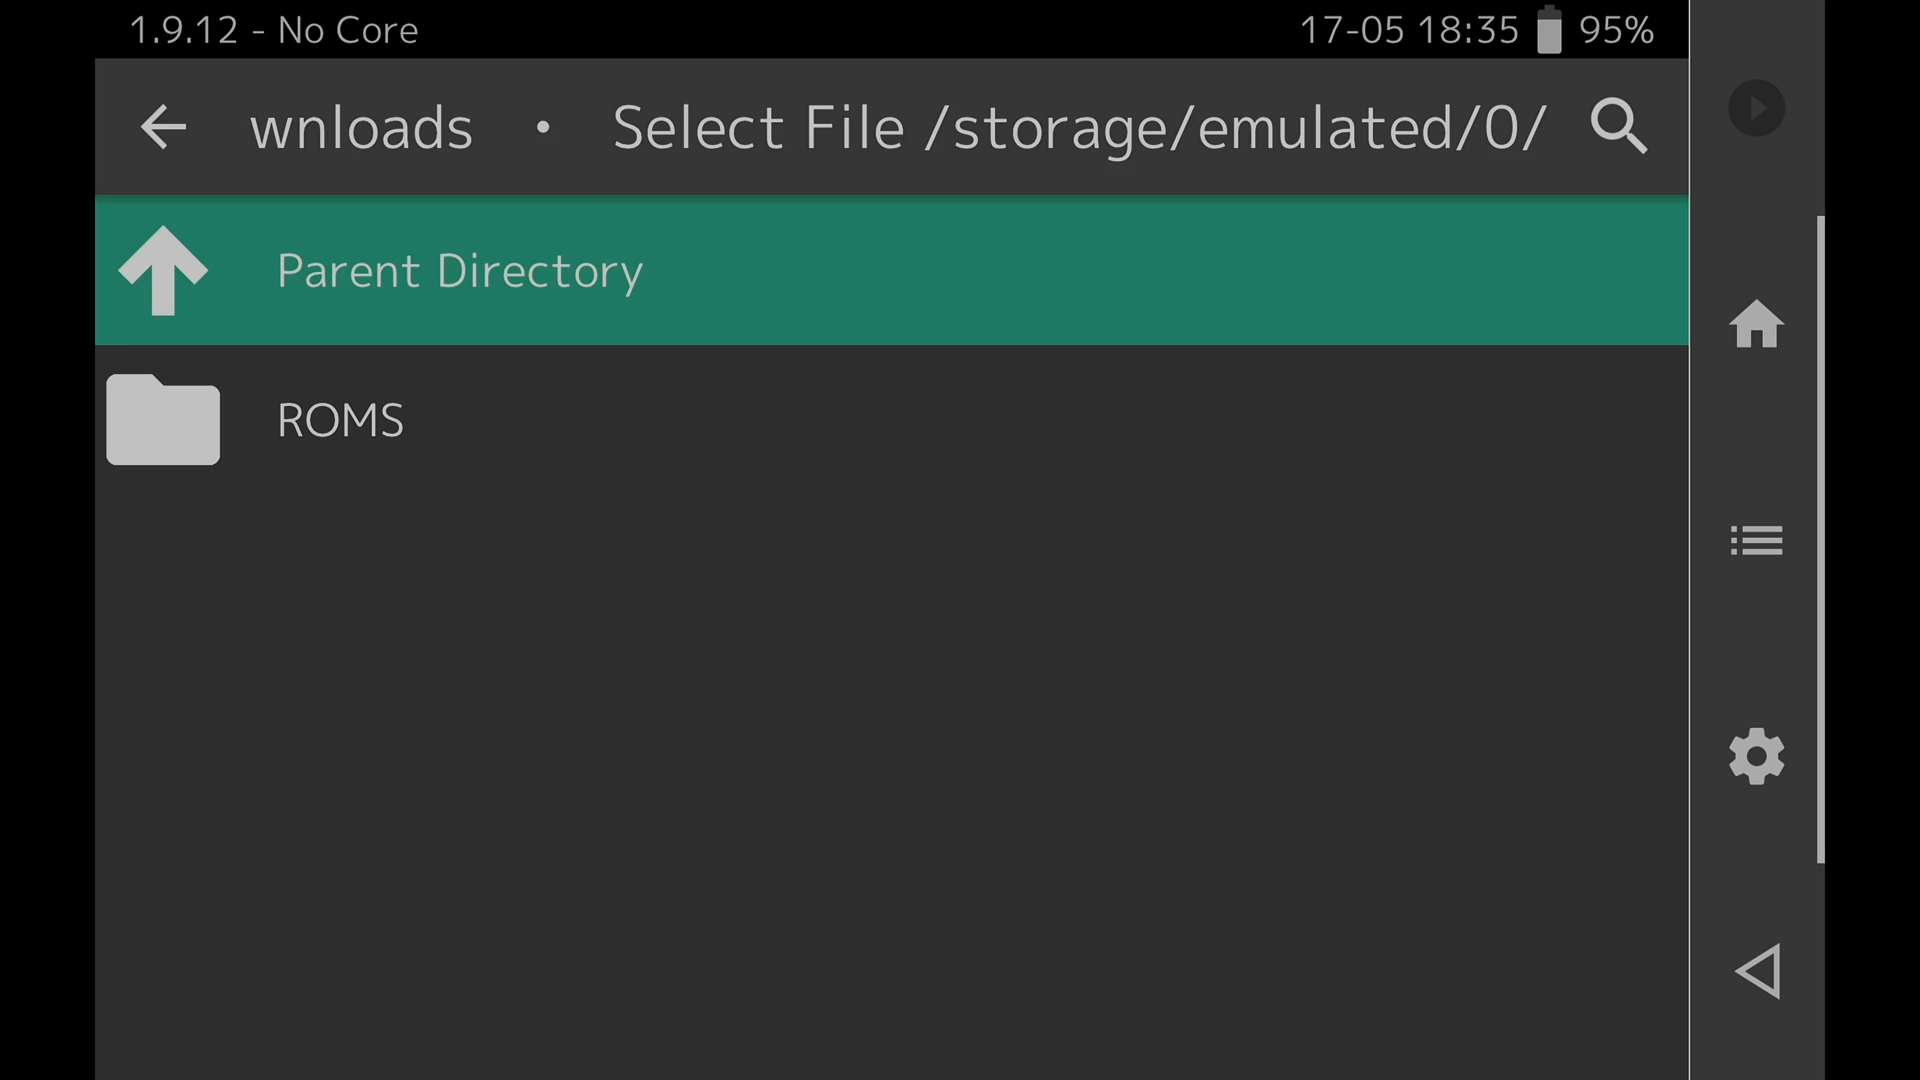 1.9.12 - No Core
17-05 18:35 95%
wnloads • Select File /storage/emulated/0/
Parent Directory
ROMS